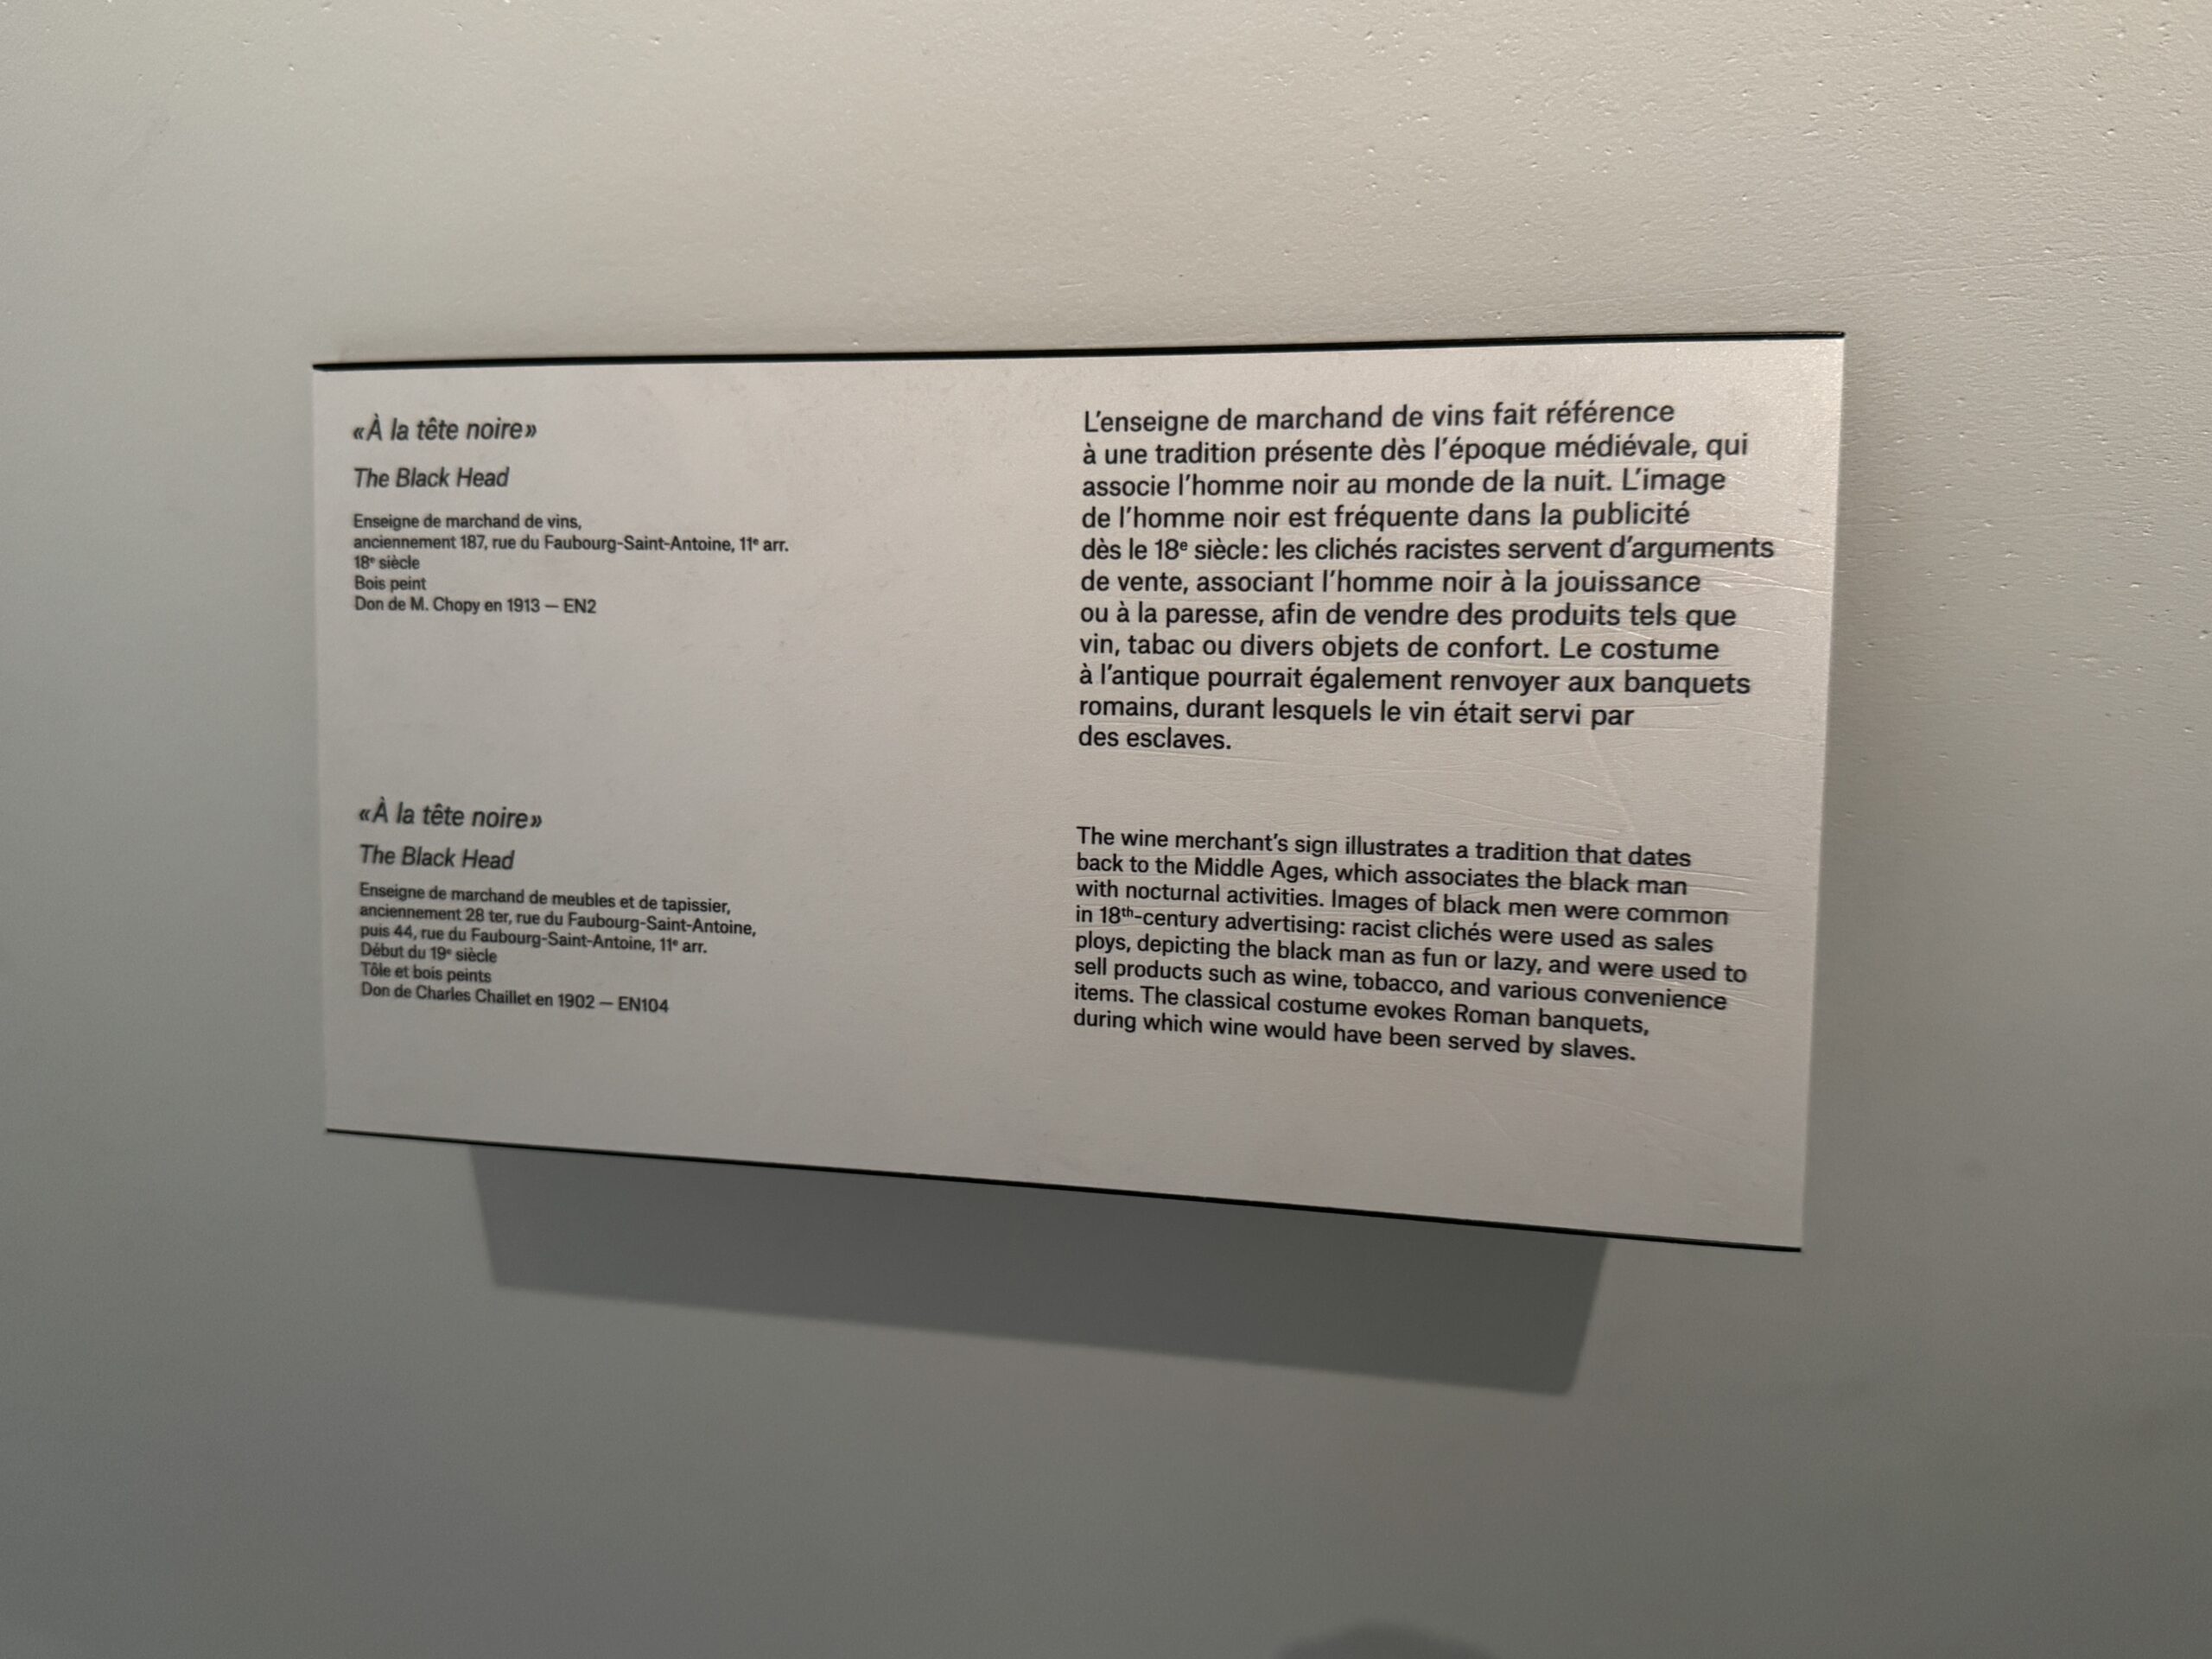 «À la tête noire»
The Black Head
Enseigne de marchand de vins,
anciennement 187, rue du Faubourg-Saint-Antoine, 11e arr.
18e siècle
Bois peint
Don de M. Chopy en 1913 — EN2
«À la tête noire»
The Black Head
Enseigne de marchand de meubles et de tapissier,
anciennement 28 ter, rue du Faubourg-Saint-Antoine,
puis 44, rue du Faubourg-Saint-Antoine, 11e arr.
Début du 19e siècle
Tôle et bois peints
Don de Charles Chaillet en 1902 — EN104
L'enseigne de marchand de vins fait référence
à une tradition présente dès l'époque médiévale, qui
associe l'homme noir au monde de la nuit. L'image
de l'homme noir est fréquente dans la publicité
dès le 18e siècle: les clichés racistes servent d'arguments
de vente, associant l'homme noir à la jouissance
ou à la paresse, afin de vendre des produits tels que
vin, tabac ou divers objets de confort. Le costume
à l'antique pourrait également renvoyer aux banquets
romains, durant lesquels le vin était servi par
des esclaves.
The wine merchant's sign illustrates a tradition that dates
back to the Middle Ages, which associates the black man
with nocturnal activities. Images of black men were common
in 18th-century advertising: racist clichés were used as sales
ploys, depicting the black man as fun or lazy, and were used to
sell products such as wine, tobacco, and various convenience
items. The classical costume evokes Roman banquets,
during which wine would have been served by slaves.